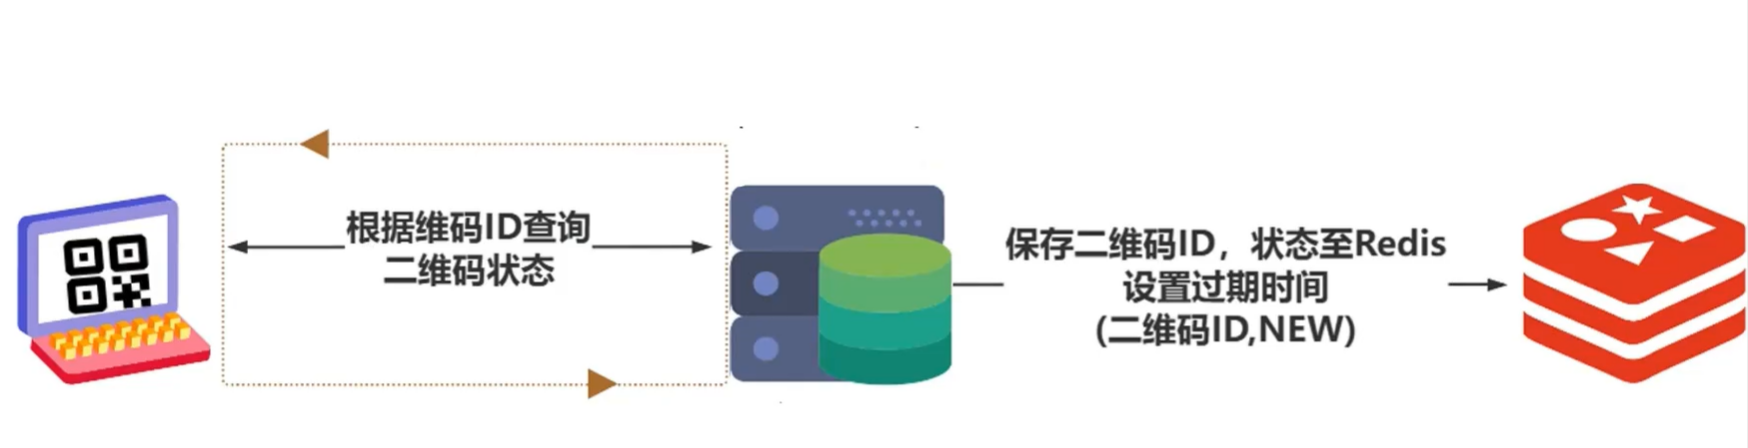 根据维码ID查询
二维码状态
保存二维码ID，状态至Redis
设置过期时间
(二维码ID,NEW)